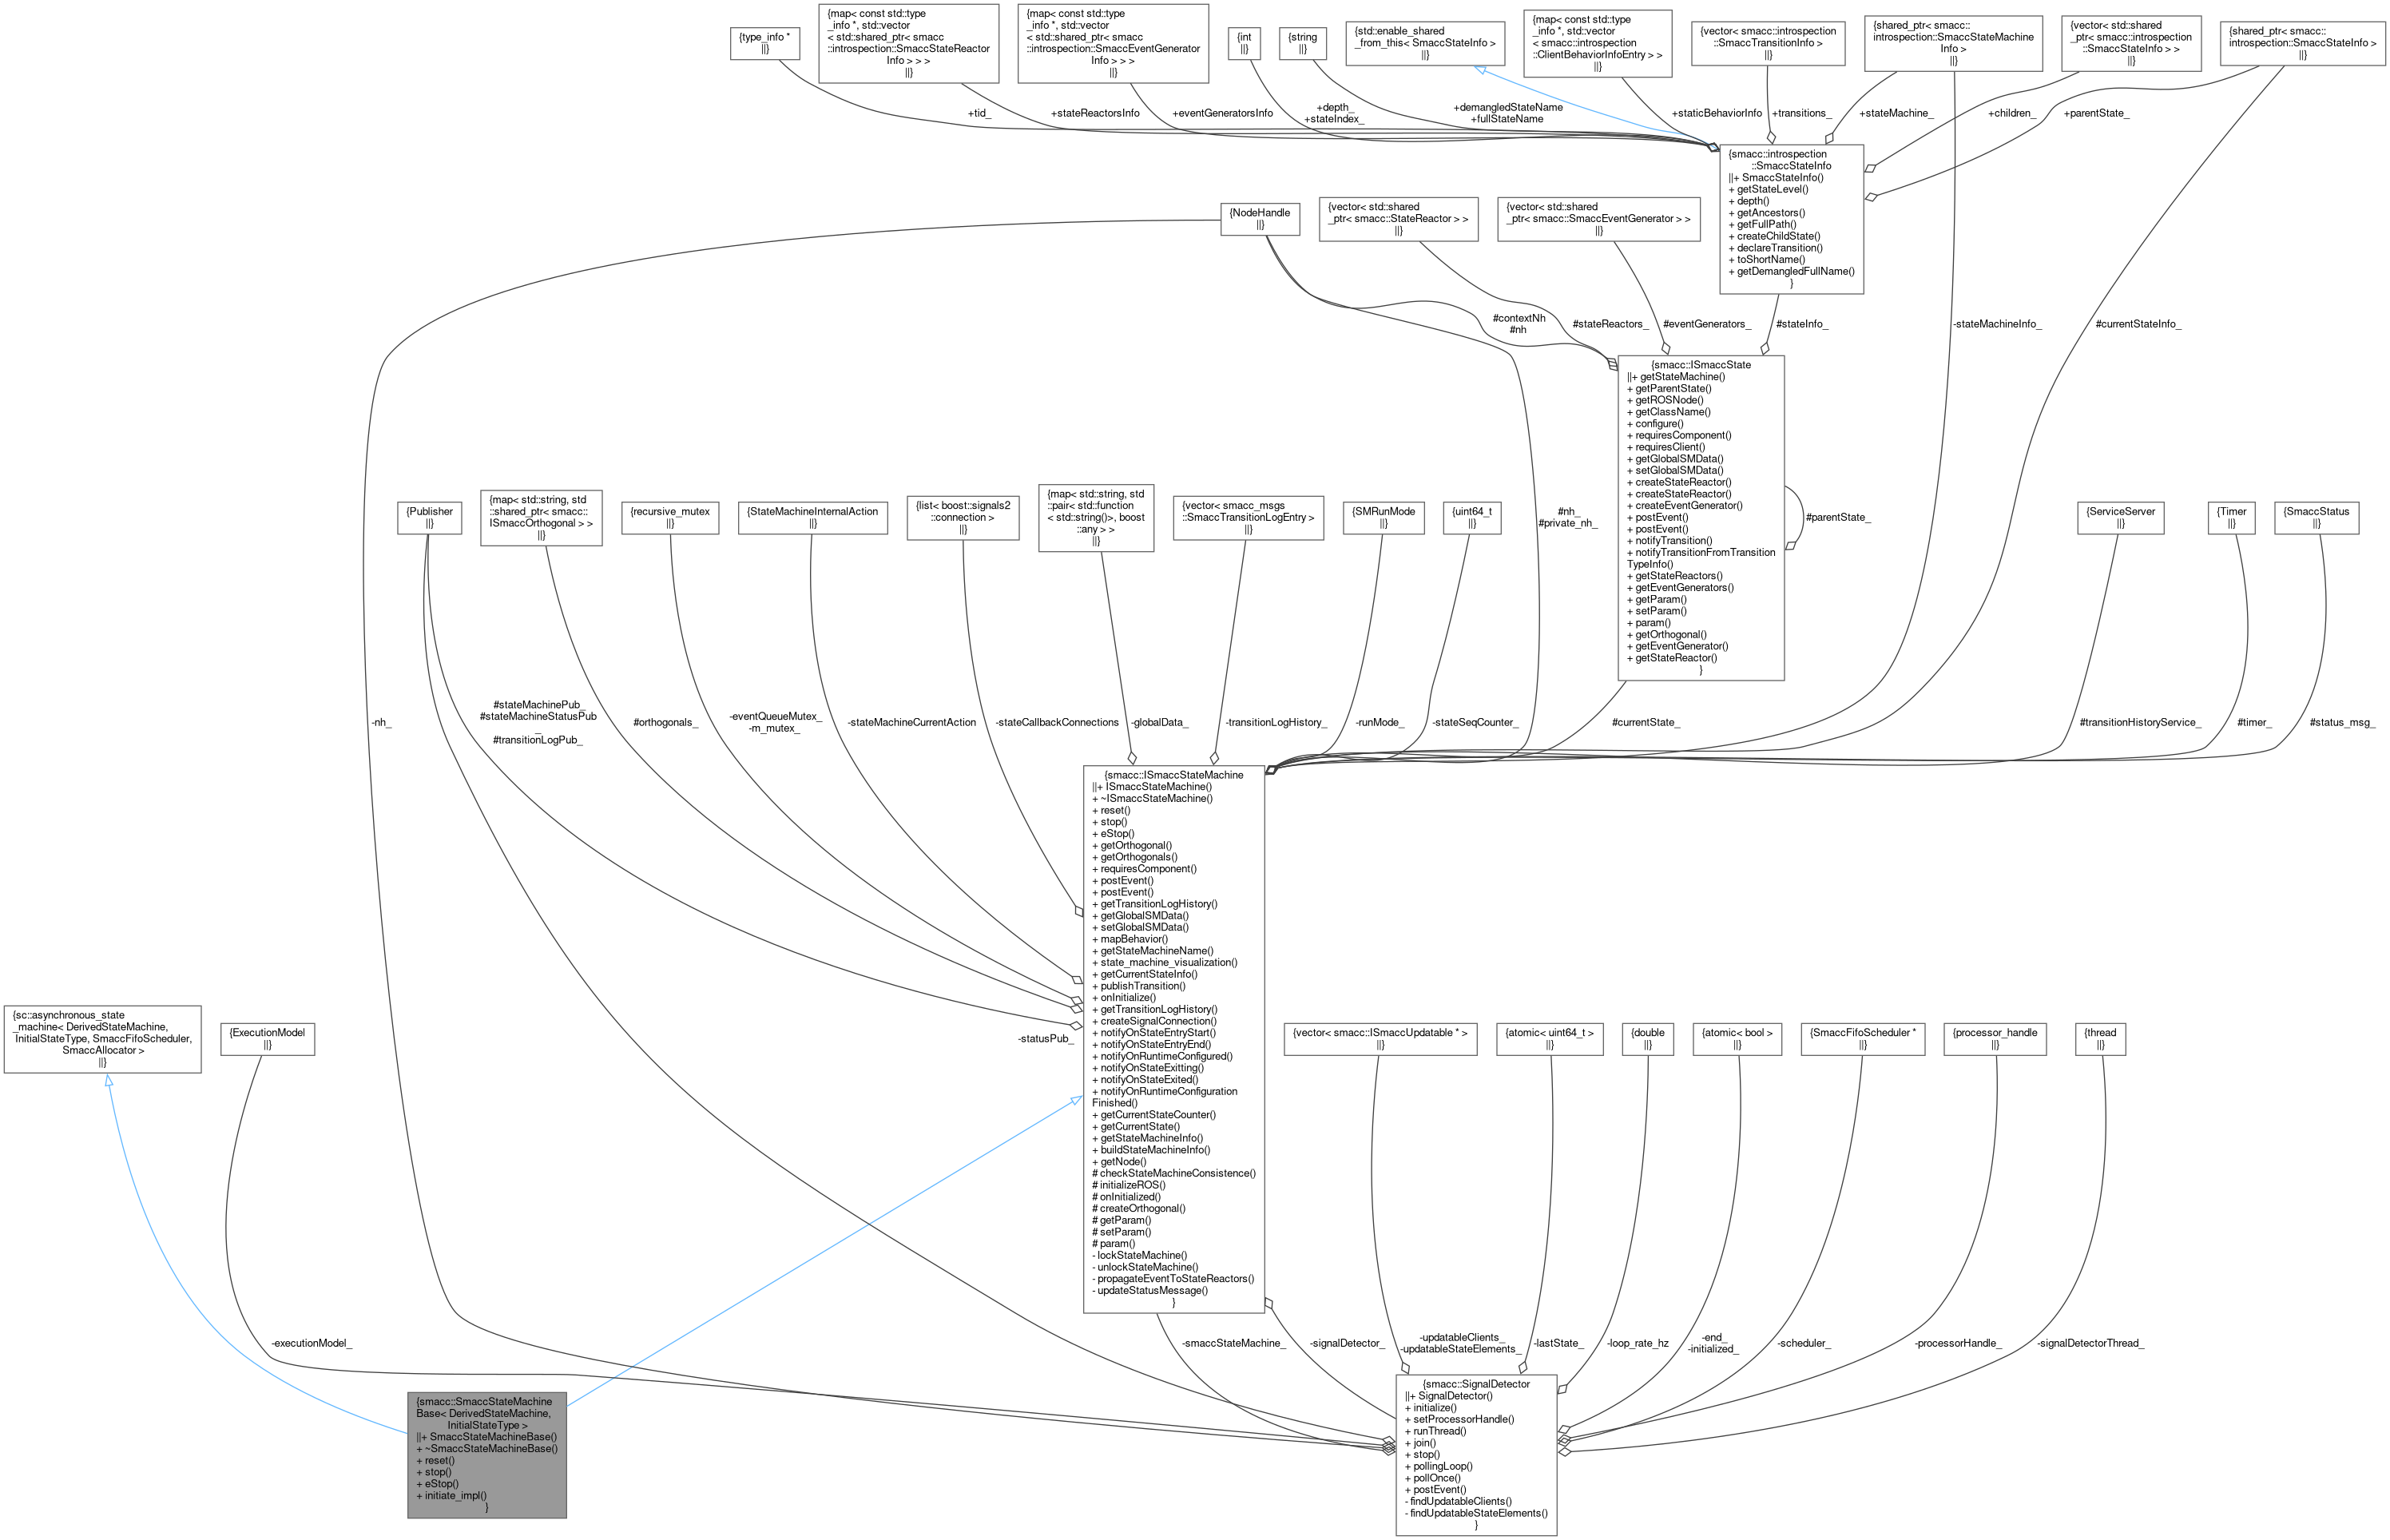 {type_info *
||}
{map< const std::type
_info *, std::vector
< std::shared_ptr< smacc
::introspection::SmaccStateReactor
Info > > >
||}
{map< const std::type
_info *, std::vector
< std::shared_ptr< smacc
::introspection::SmaccEventGenerator
Info > > >
||}
{int
||}
{string
||}
{std::enable_shared
_from_this< SmaccStateInfo >
||}
{map< const std::type
_info *, std::vector
< smacc::introspection
::ClientBehaviorInfoEntry > >
||}
{vector< smacc::introspection
::SmaccTransitionInfo >
||}
{shared_ptr< smacc::
introspection::SmaccStateMachine
Info >
||}
{vector< std::shared
_ptr< smacc::introspection
::SmaccStateInfo > >
||}
{shared_ptr< smacc::
introspection::SmaccStateInfo >
||}
+tid_
+stateReactorsInfo
+eventGeneratorsInfo
+depth_
+stateIndex_
+demangledStateName
+fullStateName
+staticBehaviorInfo
+transitions_
+stateMachine_
+children_
+parentState_
{smacc::introspection
::SmaccStateInfo
||+ SmaccStateInfo()
+ getStateLevel()
+ depth()
+ getAncestors()
+ getFullPath()
+ createChildState()
+ declareTransition()
+ toShortName()
+ getDemangledFullName()
}
{NodeHandle
||}
{vector< std::shared
_ptr< smacc::StateReactor > >
||}
{vector< std::shared
_ptr< smacc::SmaccEventGenerator > >
||}
#contextNh
#nh
#stateReactors_
#eventGenerators_
#stateInfo_
-stateMachineInfo_
#currentStateInfo_
{smacc::ISmaccState
||+ getStateMachine()
+ getParentState()
+ getROSNode()
+ getClassName()
+ configure()
+ requiresComponent()
+ requiresClient()
+ getGlobalSMData()
+ setGlobalSMData()
+ createStateReactor()
+ createStateReactor()
+ createEventGenerator()
+ postEvent()
+ postEvent()
+ notifyTransition()
+ notifyTransitionFromTransition
TypeInfo()
+ getStateReactors()
+ getEventGenerators()
+ getParam()
+ setParam()
+ param()
+ getOrthogonal()
+ getEventGenerator()
+ getStateReactor()
}
#parentState_
{Publisher
||}
{map< std::string, std
::shared_ptr< smacc::
ISmaccOrthogonal > >
||}
{recursive_mutex
||}
{StateMachineInternalAction
||}
{list< boost::signals2
::connection >
||}
{map< std::string, std
::pair< std::function
< std::string()>, boost
::any > >
||}
{vector< smacc_msgs
::SmaccTransitionLogEntry >
||}
{SMRunMode
||}
{uint64_t
||}
#nh_
#private_nh_
{ServiceServer
||}
{Timer
||}
{SmaccStatus
||}
-nh_
#stateMachinePub_
#stateMachineStatusPub
_
#transitionLogPub_
#orthogonals_
-eventQueueMutex_
-m_mutex_
-stateMachineCurrentAction
-stateCallbackConnections
-globalData_
-transitionLogHistory_
-runMode_
-stateSeqCounter_
#currentState_
#transitionHistoryService_
#timer_
#status_msg_
{smacc::ISmaccStateMachine
||+ ISmaccStateMachine()
+ ~ISmaccStateMachine()
+ reset()
+ stop()
+ eStop()
+ getOrthogonal()
+ getOrthogonals()
+ requiresComponent()
+ postEvent()
+ postEvent()
+ getTransitionLogHistory()
+ getGlobalSMData()
+ setGlobalSMData()
+ mapBehavior()
+ getStateMachineName()
+ state_machine_visualization()
+ getCurrentStateInfo()
+ publishTransition()
+ onInitialize()
+ getTransitionLogHistory()
+ createSignalConnection()
+ notifyOnStateEntryStart()
+ notifyOnStateEntryEnd()
+ notifyOnRuntimeConfigured()
+ notifyOnStateExitting()
+ notifyOnStateExited()
+ notifyOnRuntimeConfiguration
Finished()
+ getCurrentStateCounter()
+ getCurrentState()
+ getStateMachineInfo()
+ buildStateMachineInfo()
+ getNode()
# checkStateMachineConsistence()
# initializeROS()
# onInitialized()
# createOrthogonal()
# getParam()
# setParam()
# param()
- lockStateMachine()
- unlockStateMachine()
- propagateEventToStateReactors()
- updateStatusMessage()
}
{sc::asynchronous_state
_machine< DerivedStateMachine,
InitialStateType, SmaccFifoScheduler,
SmaccAllocator >
||}
{ExecutionModel
||}
-statusPub_
{vector< smacc::ISmaccUpdatable * >
||}
{atomic< uint64_t >
||}
{double
||}
{atomic< bool >
||}
{SmaccFifoScheduler *
||}
{processor_handle
||}
{thread
||}
-executionModel_
-smaccStateMachine_
-signalDetector_
-updatableClients_
-updatableStateElements_
-lastState_
-loop_rate_hz
-end_
-initialized_
-scheduler_
-processorHandle_
-signalDetectorThread_
{smacc::SmaccStateMachine
Base< DerivedStateMachine,
InitialStateType >
||+ SmaccStateMachineBase()
+ ~SmaccStateMachineBase()
+ reset()
+ stop()
+ eStop()
+ initiate_impl()
}
{smacc::SignalDetector
||+ SignalDetector()
+ initialize()
+ setProcessorHandle()
+ runThread()
+ join()
+ stop()
+ pollingLoop()
+ pollOnce()
+ postEvent()
- findUpdatableClients()
- findUpdatableStateElements()
}